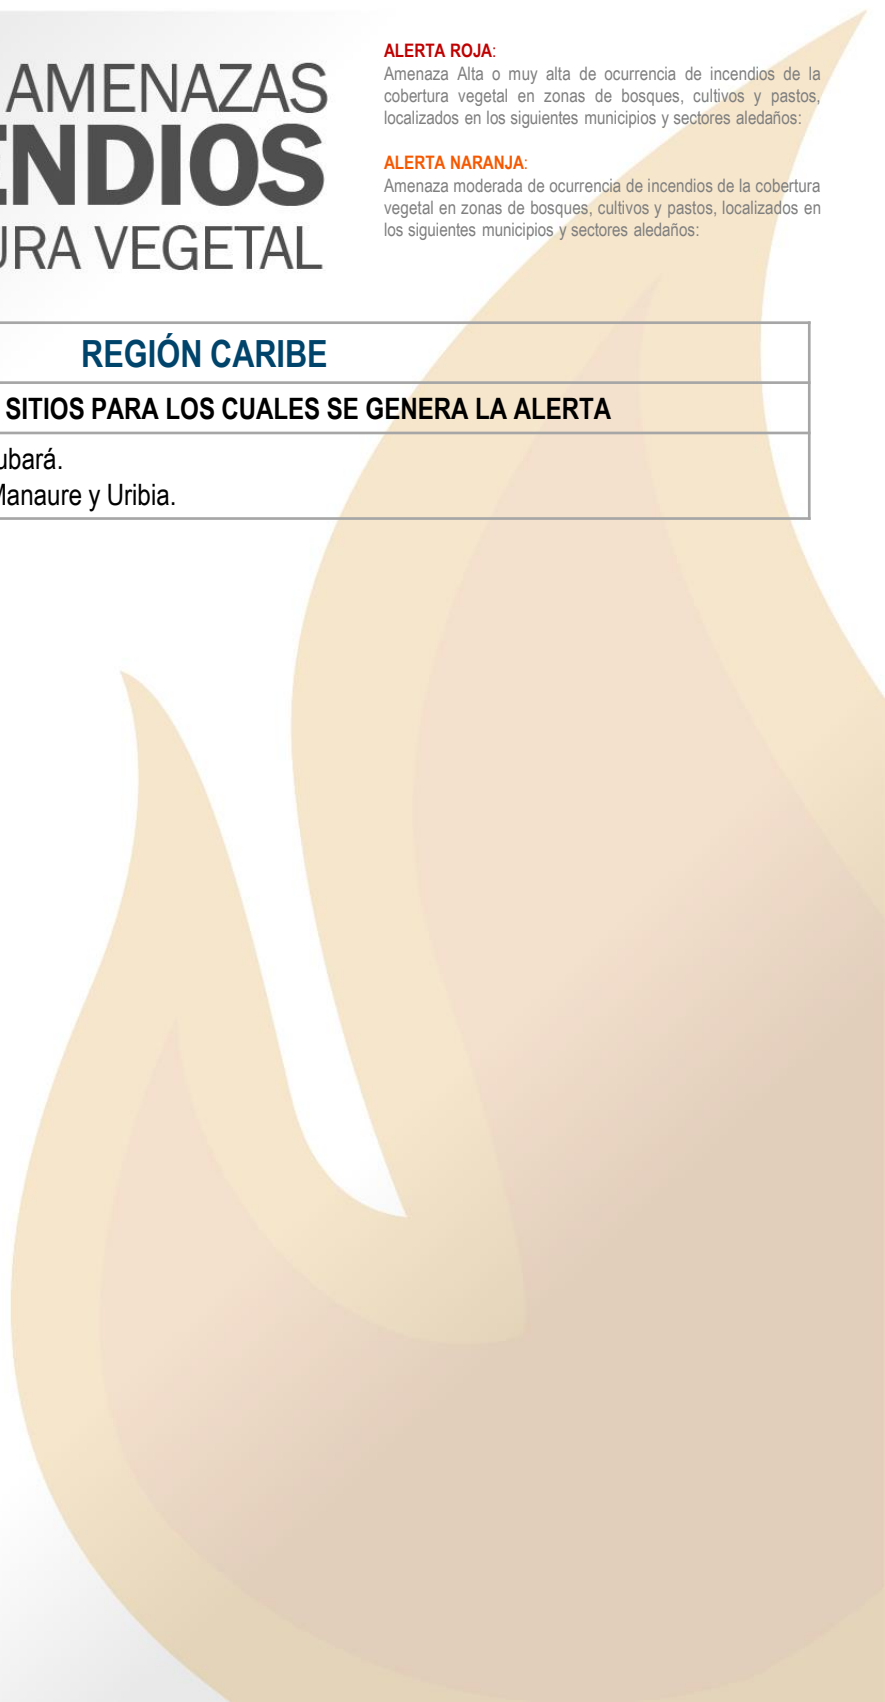 AMENAZAS
ENDIOS
URA VEGETAL
ALERTA ROJA:
Amenaza Alta o muy alta de ocurrencia de incendios de la
cobertura vegetal en zonas de bosques, cultivos y pastos,
localizados en los siguientes municipios y sectores aledaños:
ALERTA NARANJA:
Amenaza moderada de ocurrencia de incendios de la cobertura
vegetal en zonas de bosques, cultivos y pastos, localizados en
los siguientes municipios y sectores aledaños:
REGIÓN CARIBE
SITIOS PARA LOS CUALES SE GENERA LA ALERTA
ubará.
Manaure y Uribia.